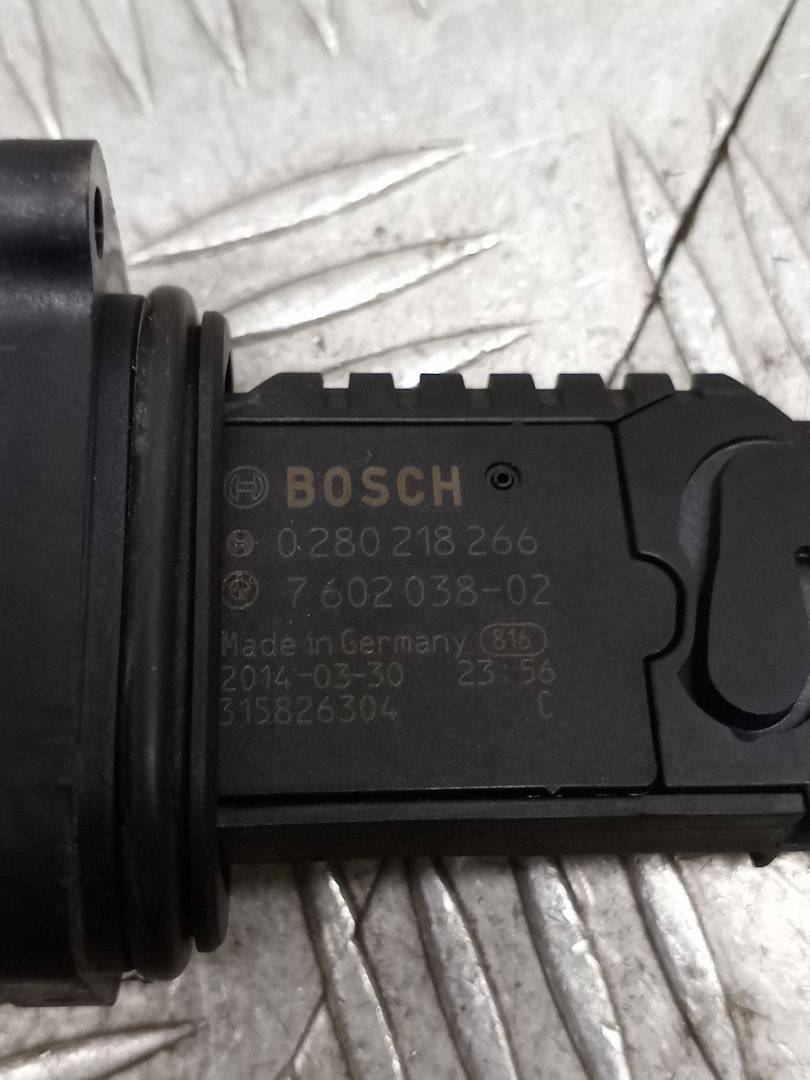 BOSCH
0 280 218 266
7 602 038-02
Made in Germany 816
2014-03-30 23:56
315826304 C